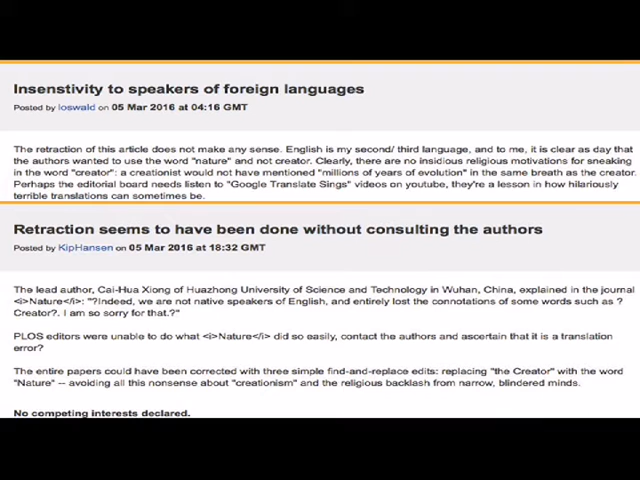 Insenstivity to speakers of foreign languages
Posted by loswald on 05 Mar 2016 at 04:16 GMT
The retraction of this article does not make any sense. English is my second/ third language, and to me, it is clear as day that
the authors wanted to use the word "nature" and not creator. Clearly, there are no insidious religious motivations for sneaking
in the word "creator": a creationist would not have mentioned "millions of years of evolution" in the same breath as the creator.
Perhaps the editorial board needs listen to "Google Translate Sings" videos on youtube, they're a lesson in how hilariously
terrible translations can sometimes be.
Retraction seems to have been done without consulting the authors
Posted by KipHansen on 05 Mar 2016 at 18:32 GMT
The lead author, Cai-Hua Xiong of Huazhong University of Science and Technology in Wuhan, China, explained in the journal
<i>Nature</i>: "?Indeed, we are not native speakers of English, and entirely lost the connotations of some words such as ?
Creator?. I am so sorry for that.?"
PLOS editors were unable to do what <i>Nature</i> did so easily, contact the authors and ascertain that it is a translation
error?
The entire papers could have been corrected with three simple find-and-replace edits: replacing "the Creator" with the word
"Nature" -- avoiding all this nonsense about "creationism" and the religious backlash from narrow, blindered minds.
No competing interests declared.